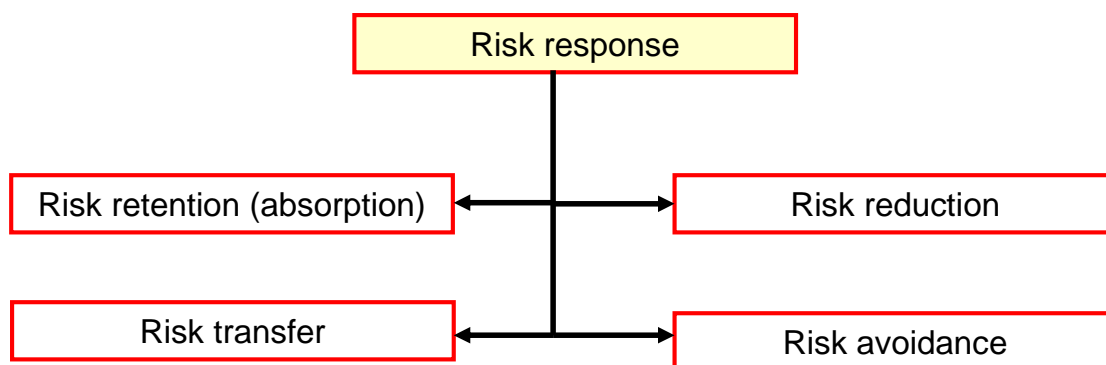 Risk response
Risk retention (absorption)
Risk reduction
Risk transfer
Risk avoidance